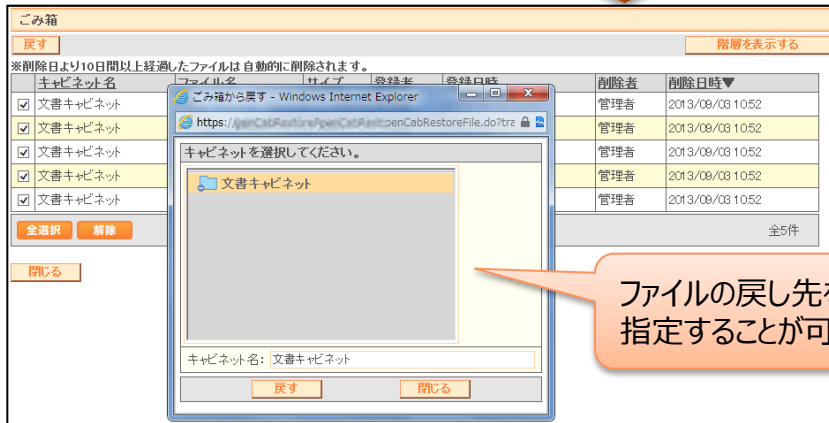 ごみ箱
戻す
階層を表示する
※削除日より10日間以上経過したファイルは自動的に削除されます。
キャビネット名 ファイル名 サイズ 登録者 登録日時 削除者 削除日時▼
文書キャビネット 管理者 2013/09/03 10:52
文書キャビネット 管理者 2013/09/03 10:52
文書キャビネット 管理者 2013/09/03 10:52
文書キャビネット 管理者 2013/09/03 10:52
文書キャビネット 管理者 2013/09/03 10:52
全選択 解除 全5件
閉じる
ごみ箱から戻す - Windows Internet Explorer
https:// penCabRestoreFile.do?tra
キャビネットを選択してください。
文書キャビネット
キャビネット名: 文書キャビネット
戻す 閉じる
ファイルの戻し先を
指定することが可